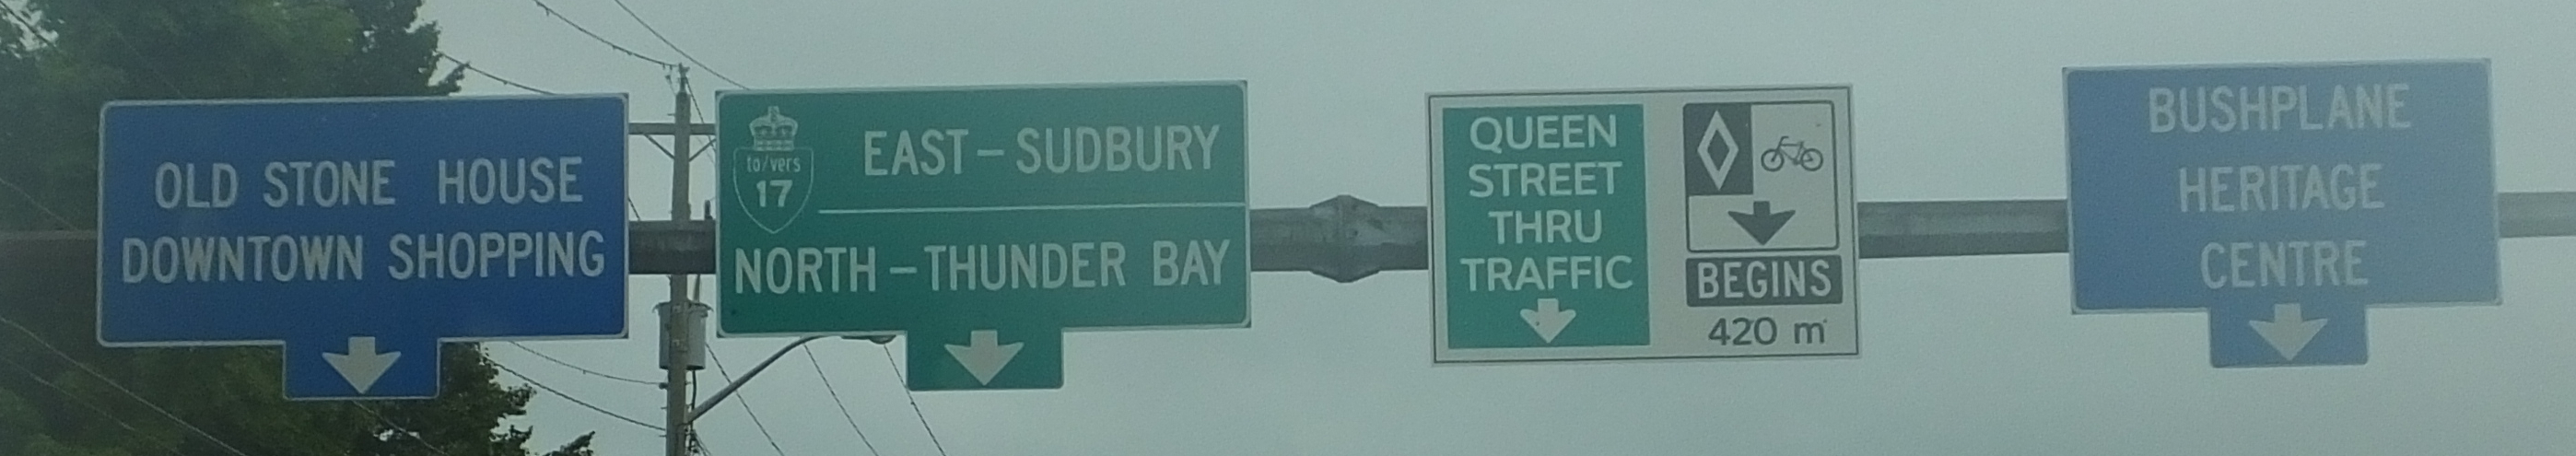 OLD STONE HOUSE
DOWNTOWN SHOPPING
to/vers
17
EAST - SUDBURY
NORTH - THUNDER BAY
QUEEN
STREET
THRU
TRAFFIC
BEGINS
420 m
BUSHPLANE
HERITAGE
CENTRE